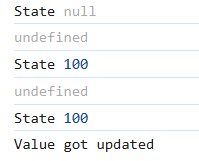 State null
undefined
State 100
undefined
State 100
Value got updated